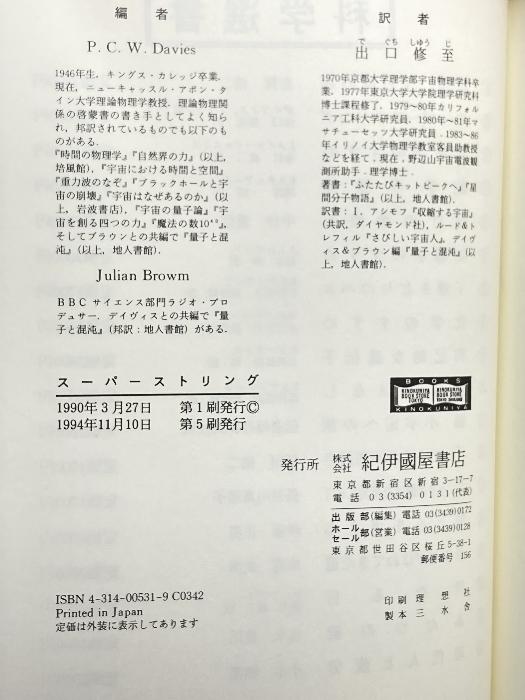 編者
P. C. W. Davies
1946年生．キングス・カレッジ卒業．
現在，ニューキャッスル・アポン・タ
イン大学理論物理学教授．理論物理関
係の啓蒙書の書き手としてよく知ら
れ，邦訳されているものでも以下のも
のがある．
『時間の物理学』『自然界の力』（以上，
培風館），『宇宙における時間と空間』
『重力波のなぞ』『ブラックホールと宇
宙の崩壊』『宇宙はなぜあるのか』（以
上，岩波書店），『宇宙の量子論』『宇
宙を創る四つの力』『魔法の数10⁴⁰』，
そしてブラウンとの共編で『量子と混
沌』（以上，地人書館）．
Julian Browm
ＢＢＣサイエンス部門ラジオ・プロ
デュサー．デイヴィスとの共編で『量
子と混沌』（邦訳：地人書館）がある．
訳者
で ぐち しゅう じ
出口修至
1970年京都大学理学部宇宙物理学科卒
業．1977年東京大学大学院理学研究科
博士課程修了．1979～80年カリフォル
ニア工科大学研究員．1980年～81年マ
サチューセッツ大学研究員．1983～86
年イリノイ大学物理学教室客員助教授
などを経て，現在，野辺山宇宙電波観
測所助手．理学博士．
著書：『ふたたびキットピークへ』『星
間分子物語』（以上，地人書館）．
訳書：I．アシモフ『収縮する宇宙』
（共訳，ダイヤモンド社），ルード＆ト
レフィル『さびしい宇宙人』，デイヴ
ィス＆ブラウン編『量子と混沌』（以
上，地人書館）．
スーパーストリング
1990年3月27日　第1刷発行©
1994年11月10日　第5刷発行
BOOKS
KINOKUNIYA
BOOK STORE
TOKYO
KINOKUNIYA
BOOK STORE
KINOKUNIYA
発行所 株式会社 紀伊國屋書店
東京都新宿区新宿3-17-7
電話 03(3354)0131(代表)
出版部(編集) 電話 03(3439)0172
ホールセール部(営業) 電話 03(3439)0128
東京都世田谷区桜丘5-38-1
郵便番号 156
ISBN 4-314-00531-9 C0342
Printed in Japan
定価は外装に表示してあります
印刷 理想社
製本 三水舎